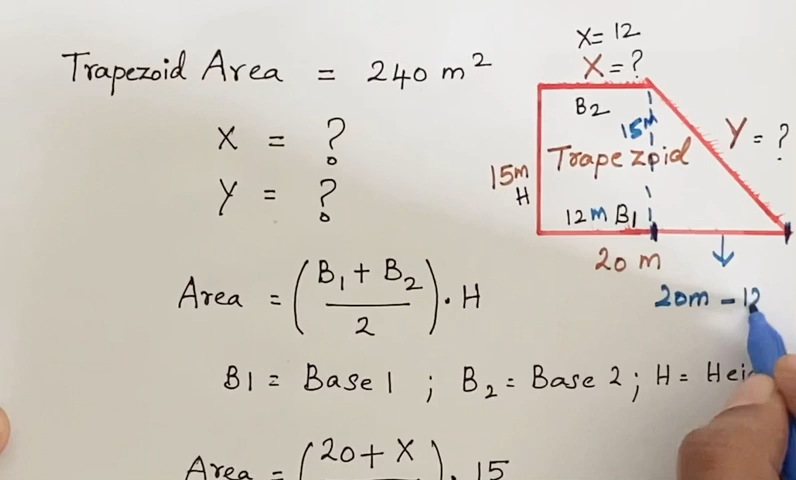 Trapezoid Area = 240 m²
X = ?
Y = ?
Area = (B₁ + B₂ / 2) . H
B1 = Base 1 ; B₂ = Base 2 ; H = Hei
Area = (20 + X ) . 15
X = 12
X = ?
B2
15M
Trapezoid
Y = ?
15m
H
12 m B₁
20 m
20m - 12